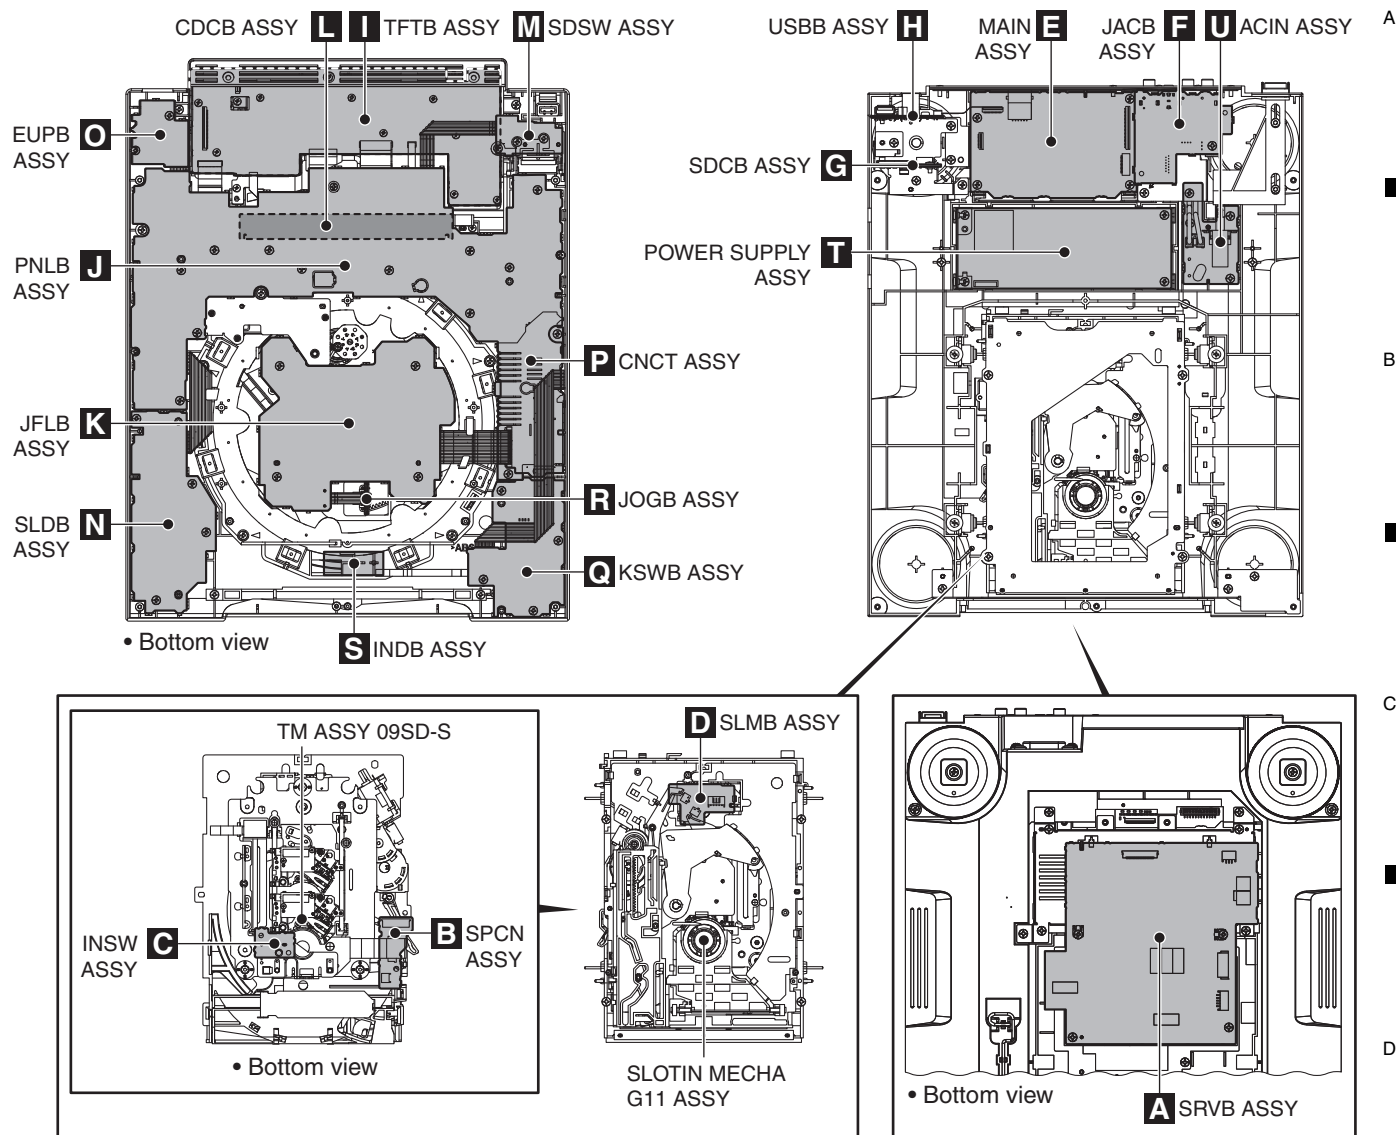 CDCB ASSY L I TFTB ASSY M SDSW ASSY
EUPB O
ASSY
L
PNLB J
ASSY
P CNCT ASSY
JFLB K
ASSY
R JOGB ASSY
SLDB N
ASSY
>ABS
Q KSWB ASSY
• Bottom view
S INDB ASSY
USBB ASSY H
MAIN E
ASSY
JACB F
ASSY
U ACIN ASSY
SDCB ASSY G
POWER SUPPLY T
ASSY
A
B
C
D
TM ASSY 09SD-S
INSW C
ASSY
B SPCN
ASSY
• Bottom view
D SLMB ASSY
SLOTIN MECHA
G11 ASSY
• Bottom view
A SRVB ASSY